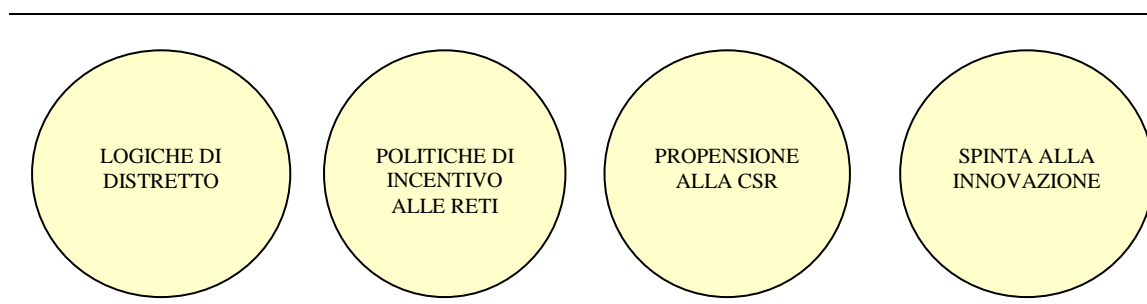 LOGICHE DI
DISTRETTO
POLITICHE DI
INCENTIVO
ALLE RETI
PROPENSIONE
ALLA CSR
SPINTA ALLA
INNOVAZIONE